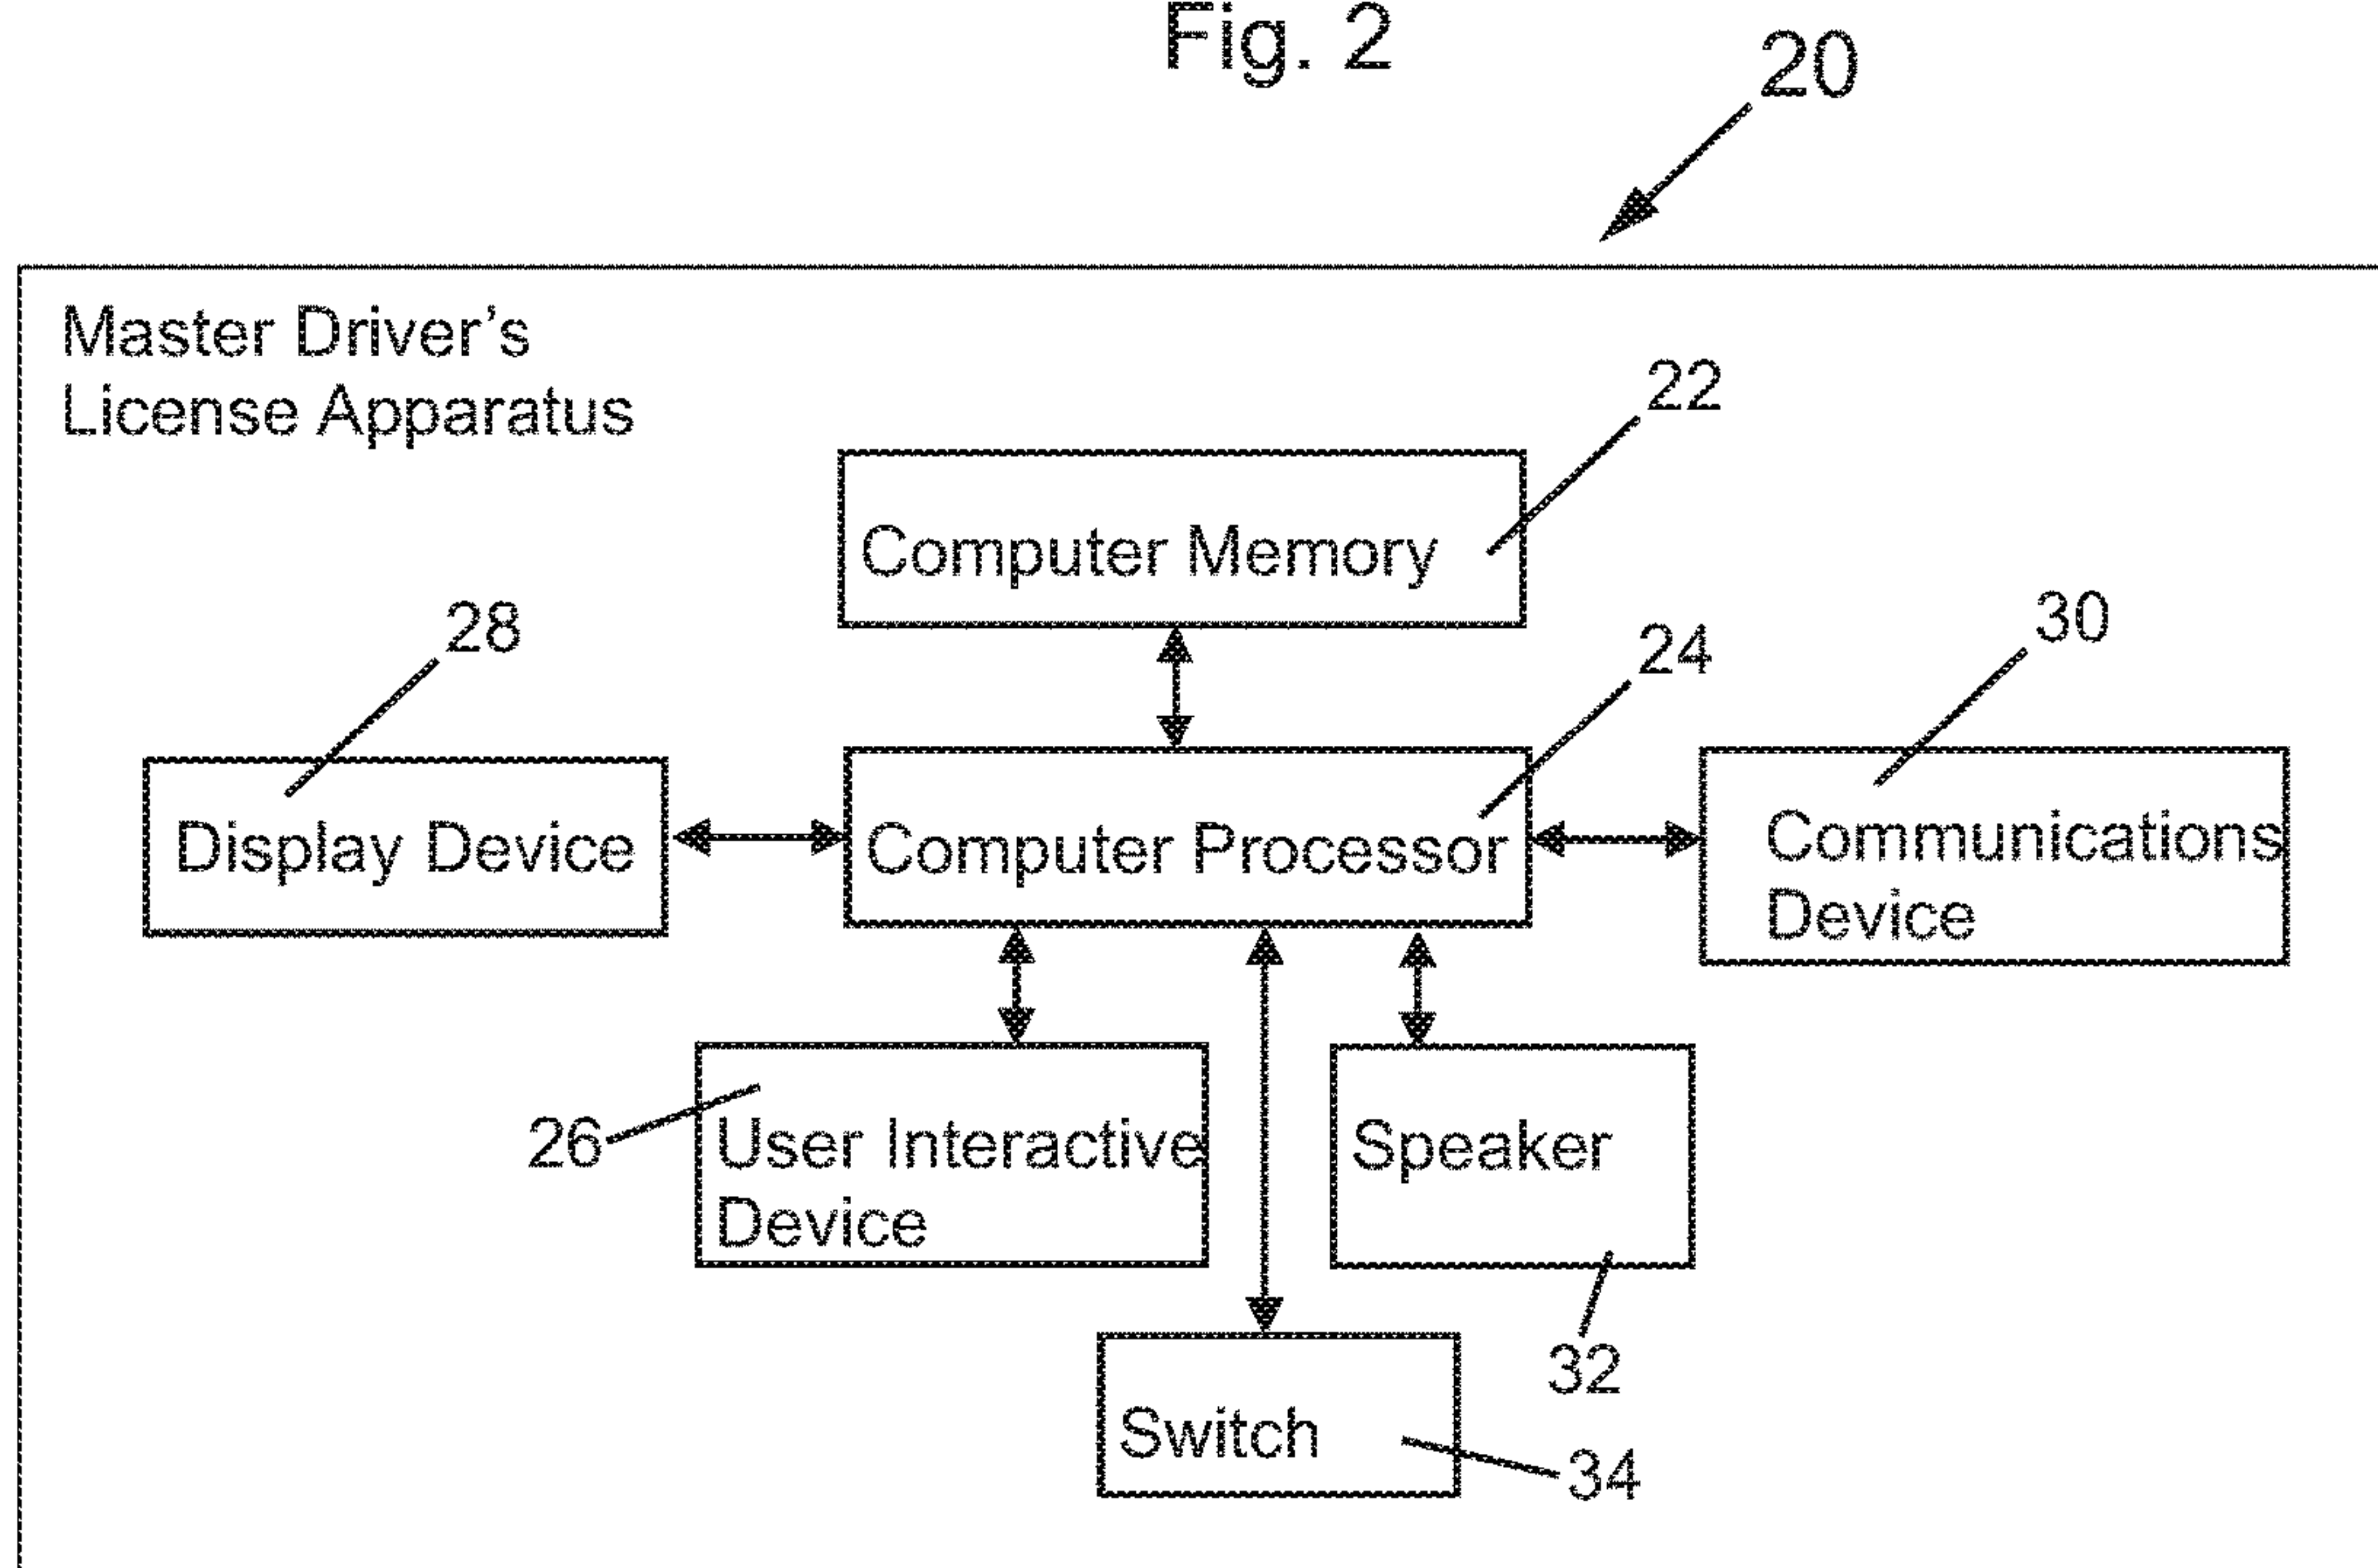 Fig. 2
20
Master Driver's
License Apparatus
22
Computer Memory
28
24
30
Display Device
Computer Processor
Communications
Device
26
User Interactive
Device
Speaker
32
Switch
34